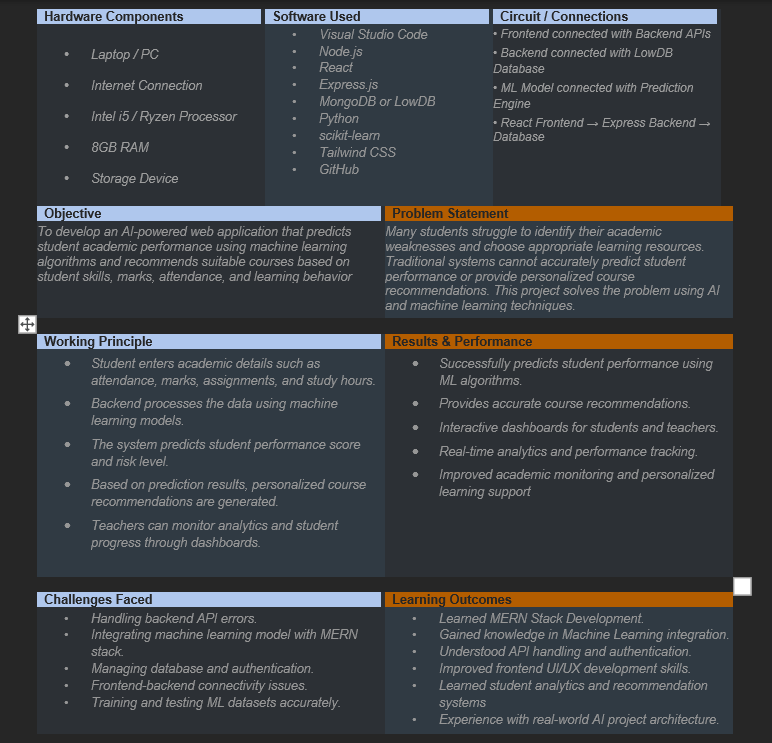 Hardware Components
• Laptop / PC
• Internet Connection
• Intel i5 / Ryzen Processor
• 8GB RAM
• Storage Device
Software Used
• Visual Studio Code
• Node.js
• React
• Express.js
• MongoDB or LowDB
• Python
• scikit-learn
• Tailwind CSS
• GitHub
Circuit / Connections
• Frontend connected with Backend APIs
• Backend connected with LowDB
Database
• ML Model connected with Prediction
Engine
• React Frontend → Express Backend →
Database
Objective
To develop an AI-powered web application that predicts
student academic performance using machine learning
algorithms and recommends suitable courses based on
student skills, marks, attendance, and learning behavior
Problem Statement
Many students struggle to identify their academic
weaknesses and choose appropriate learning resources.
Traditional systems cannot accurately predict student
performance or provide personalized course
recommendations. This project solves the problem using AI
and machine learning techniques.
Working Principle
• Student enters academic details such as
attendance, marks, assignments, and study hours.
• Backend processes the data using machine
learning models.
• The system predicts student performance score
and risk level.
• Based on prediction results, personalized course
recommendations are generated.
• Teachers can monitor analytics and student
progress through dashboards.
Results & Performance
• Successfully predicts student performance using
ML algorithms.
• Provides accurate course recommendations.
• Interactive dashboards for students and teachers.
• Real-time analytics and performance tracking.
• Improved academic monitoring and personalized
learning support
Challenges Faced
• Handling backend API errors.
• Integrating machine learning model with MERN
stack.
• Managing database and authentication.
• Frontend-backend connectivity issues.
• Training and testing ML datasets accurately.
Learning Outcomes
• Learned MERN Stack Development.
• Gained knowledge in Machine Learning integration.
• Understood API handling and authentication.
• Improved frontend UI/UX development skills.
• Learned student analytics and recommendation
systems
• Experience with real-world AI project architecture.